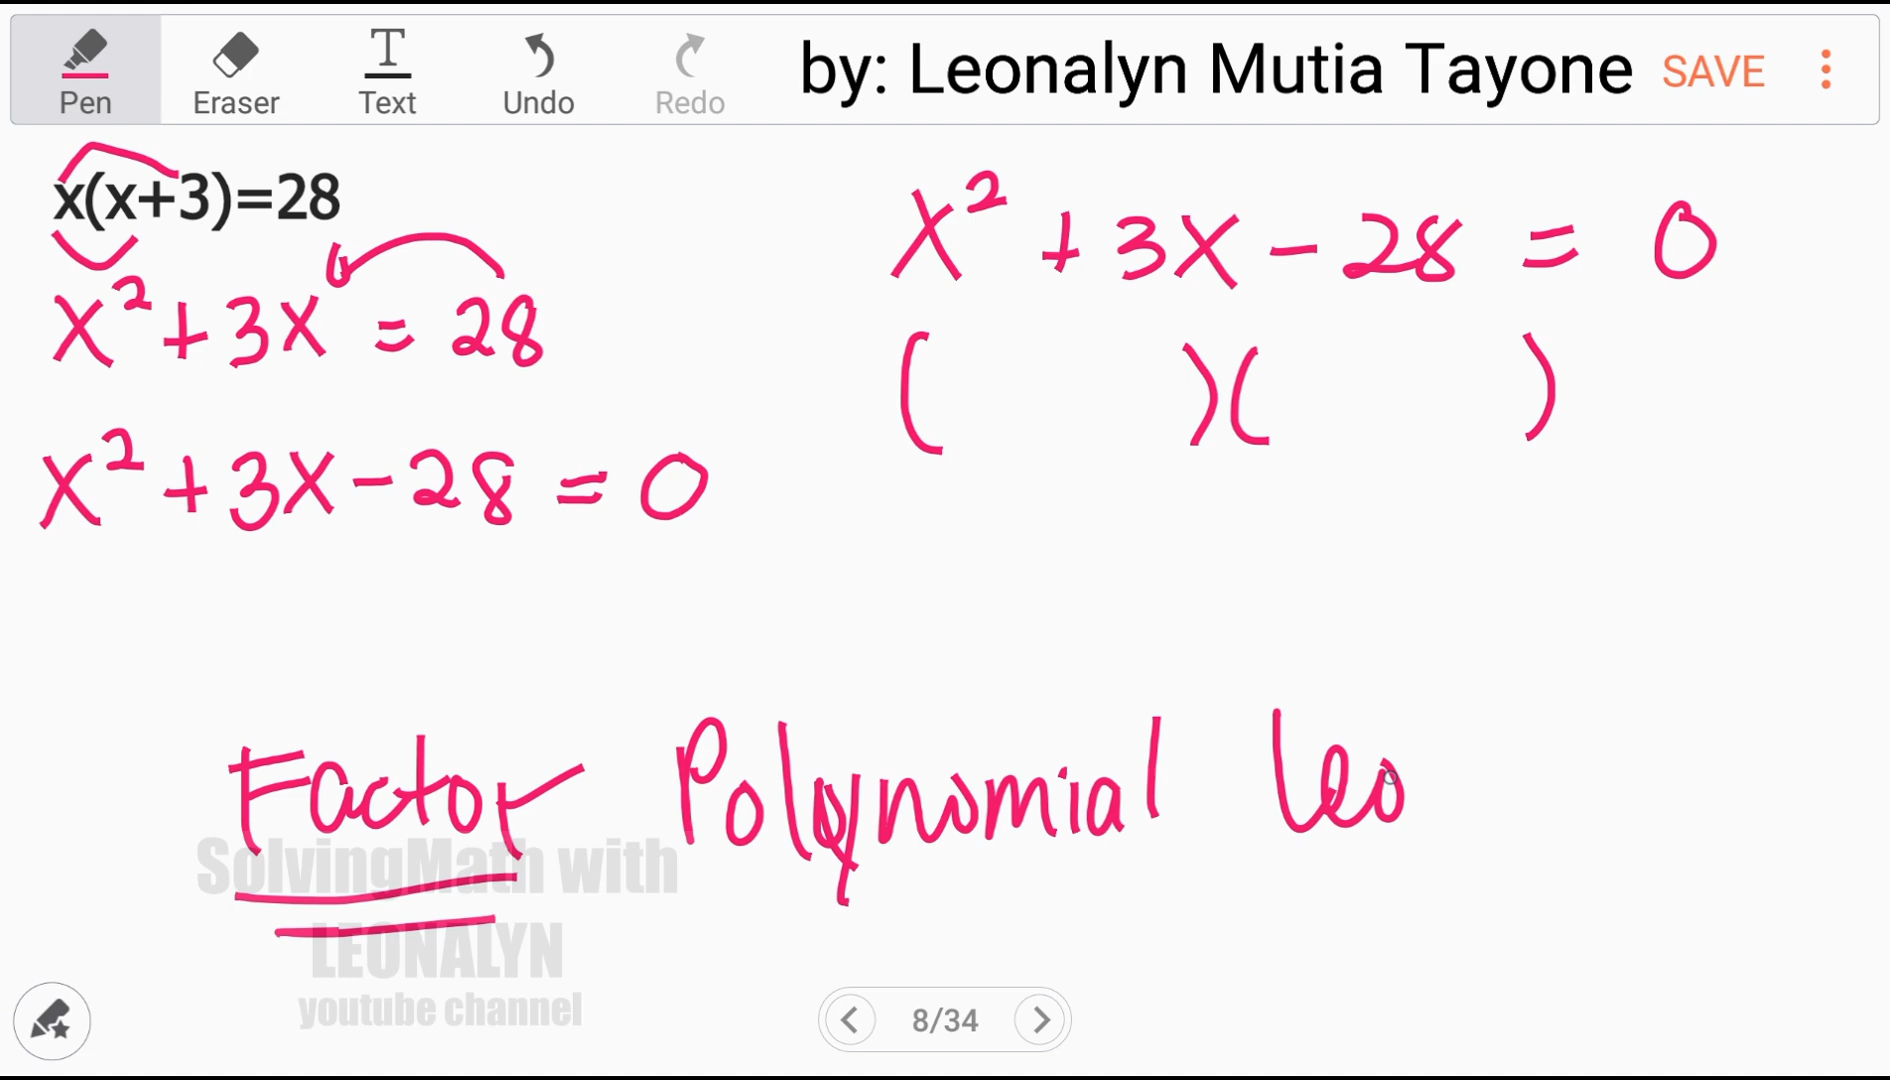 Pen Eraser Text Undo Redo by: Leonalyn Mutia Tayone SAVE
x(x+3)=28
x² + 3x = 28
x² + 3x - 28 = 0
x² + 3x - 28 = 0
( )( )
Factor Polynomial Leo
SolvingMath with
LEONALYN
youtube channel
8/34